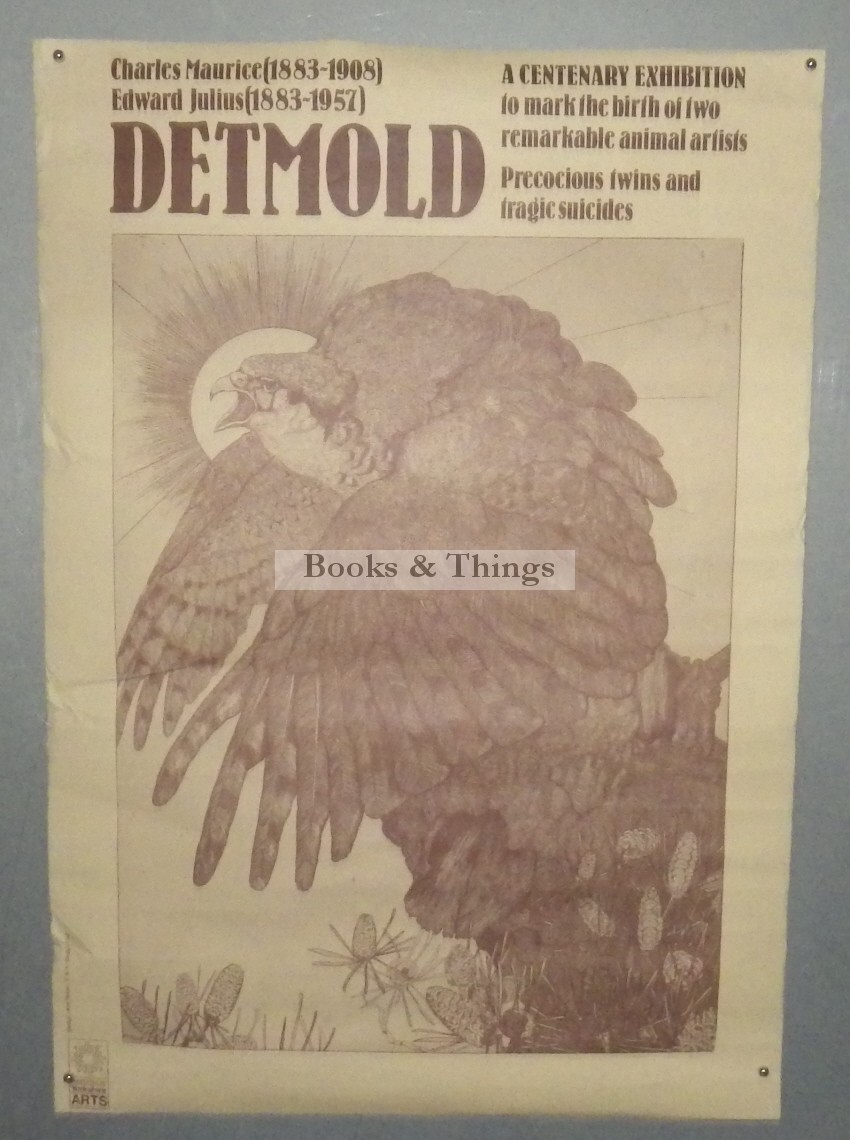 Charles Maurice(1883-1908)
Edward Julius(1883-1957)
DETMOLD
A CENTENARY EXHIBITION
to mark the birth of two
remarkable animal artists
Precocious twins and
tragic suicides
Books & Things
ARTS